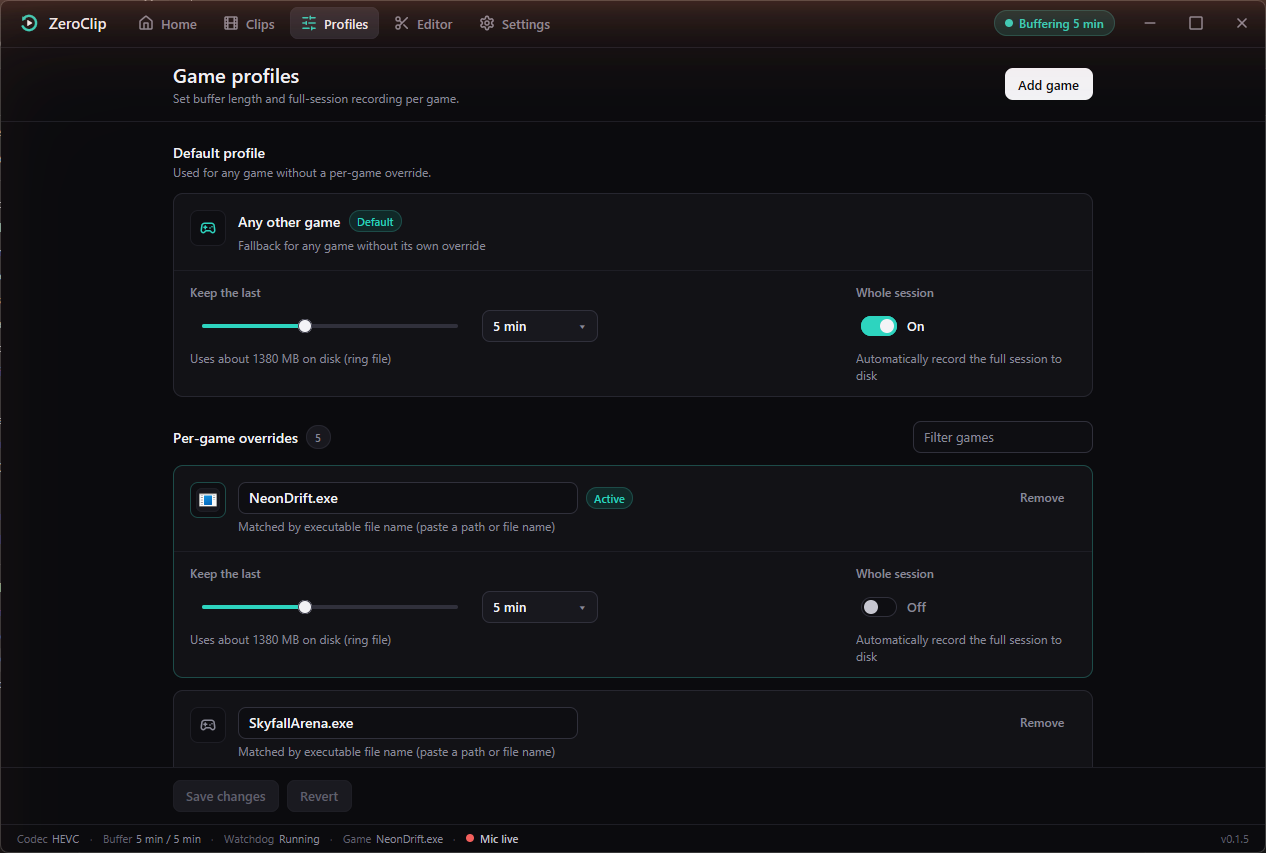 ZeroClip Home Clips Profiles Editor Settings Buffering 5 min
Game profiles
Set buffer length and full-session recording per game.
Add game
Default profile
Used for any game without a per-game override.
Any other game Default
Fallback for any game without its own override
Keep the last
Whole session
5 min
On
Uses about 1380 MB on disk (ring file)
Automatically record the full session to
disk
Per-game overrides 5
Filter games
NeonDrift.exe Active Remove
Matched by executable file name (paste a path or file name)
Keep the last
Whole session
5 min
Off
Uses about 1380 MB on disk (ring file)
Automatically record the full session to
disk
SkyfallArena.exe Remove
Matched by executable file name (paste a path or file name)
Save changes Revert
Codec HEVC · Buffer 5 min / 5 min · Watchdog Running · Game NeonDrift.exe · Mic live v0.1.5